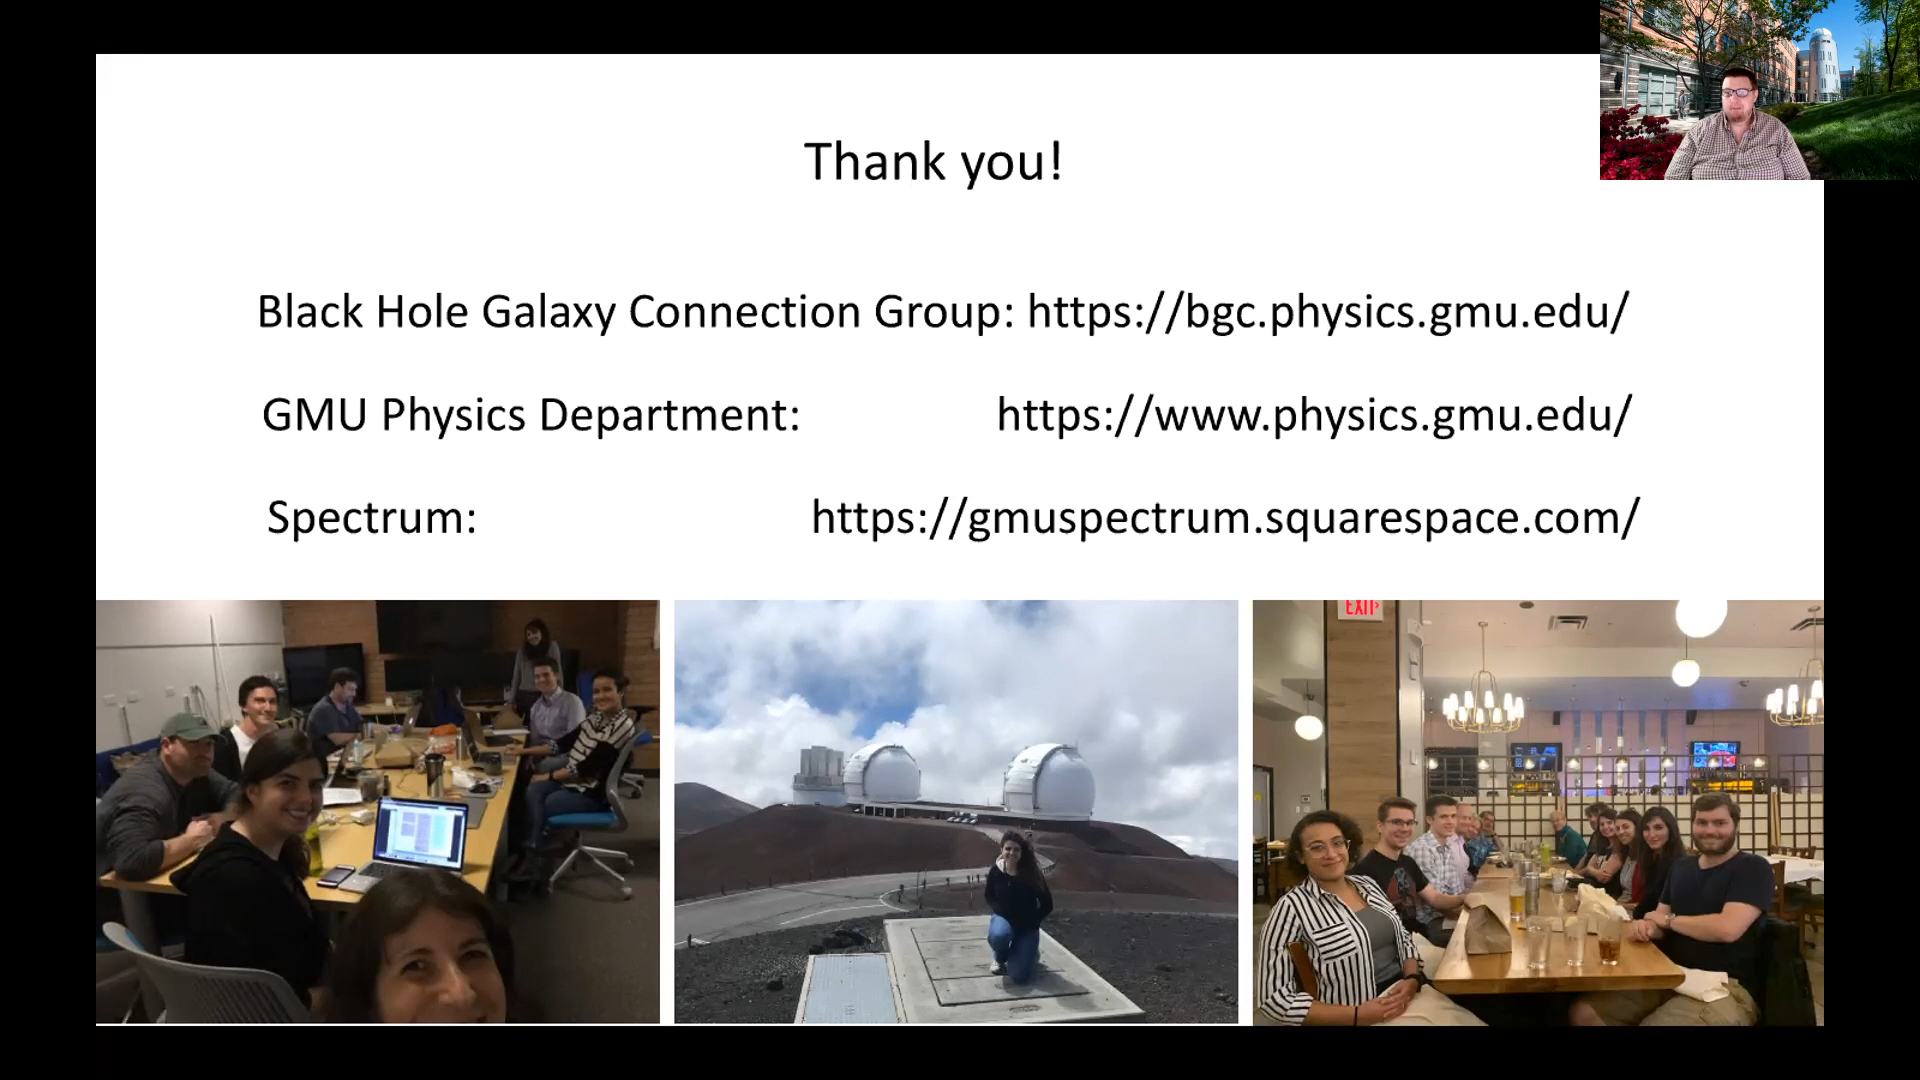 Thank you!
Black Hole Galaxy Connection Group: https://bgc.physics.gmu.edu/
GMU Physics Department: https://www.physics.gmu.edu/
Spectrum: https://gmuspectrum.squarespace.com/
EXIT